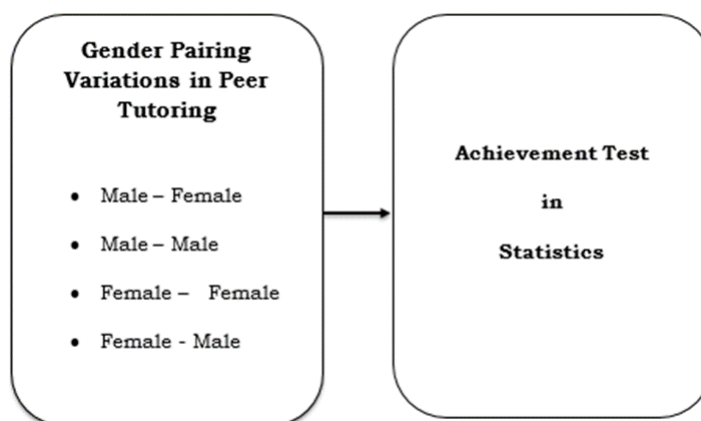 Gender Pairing
Variations in Peer
Tutoring
• Male – Female
• Male – Male
• Female – Female
• Female - Male
Achievement Test
in
Statistics